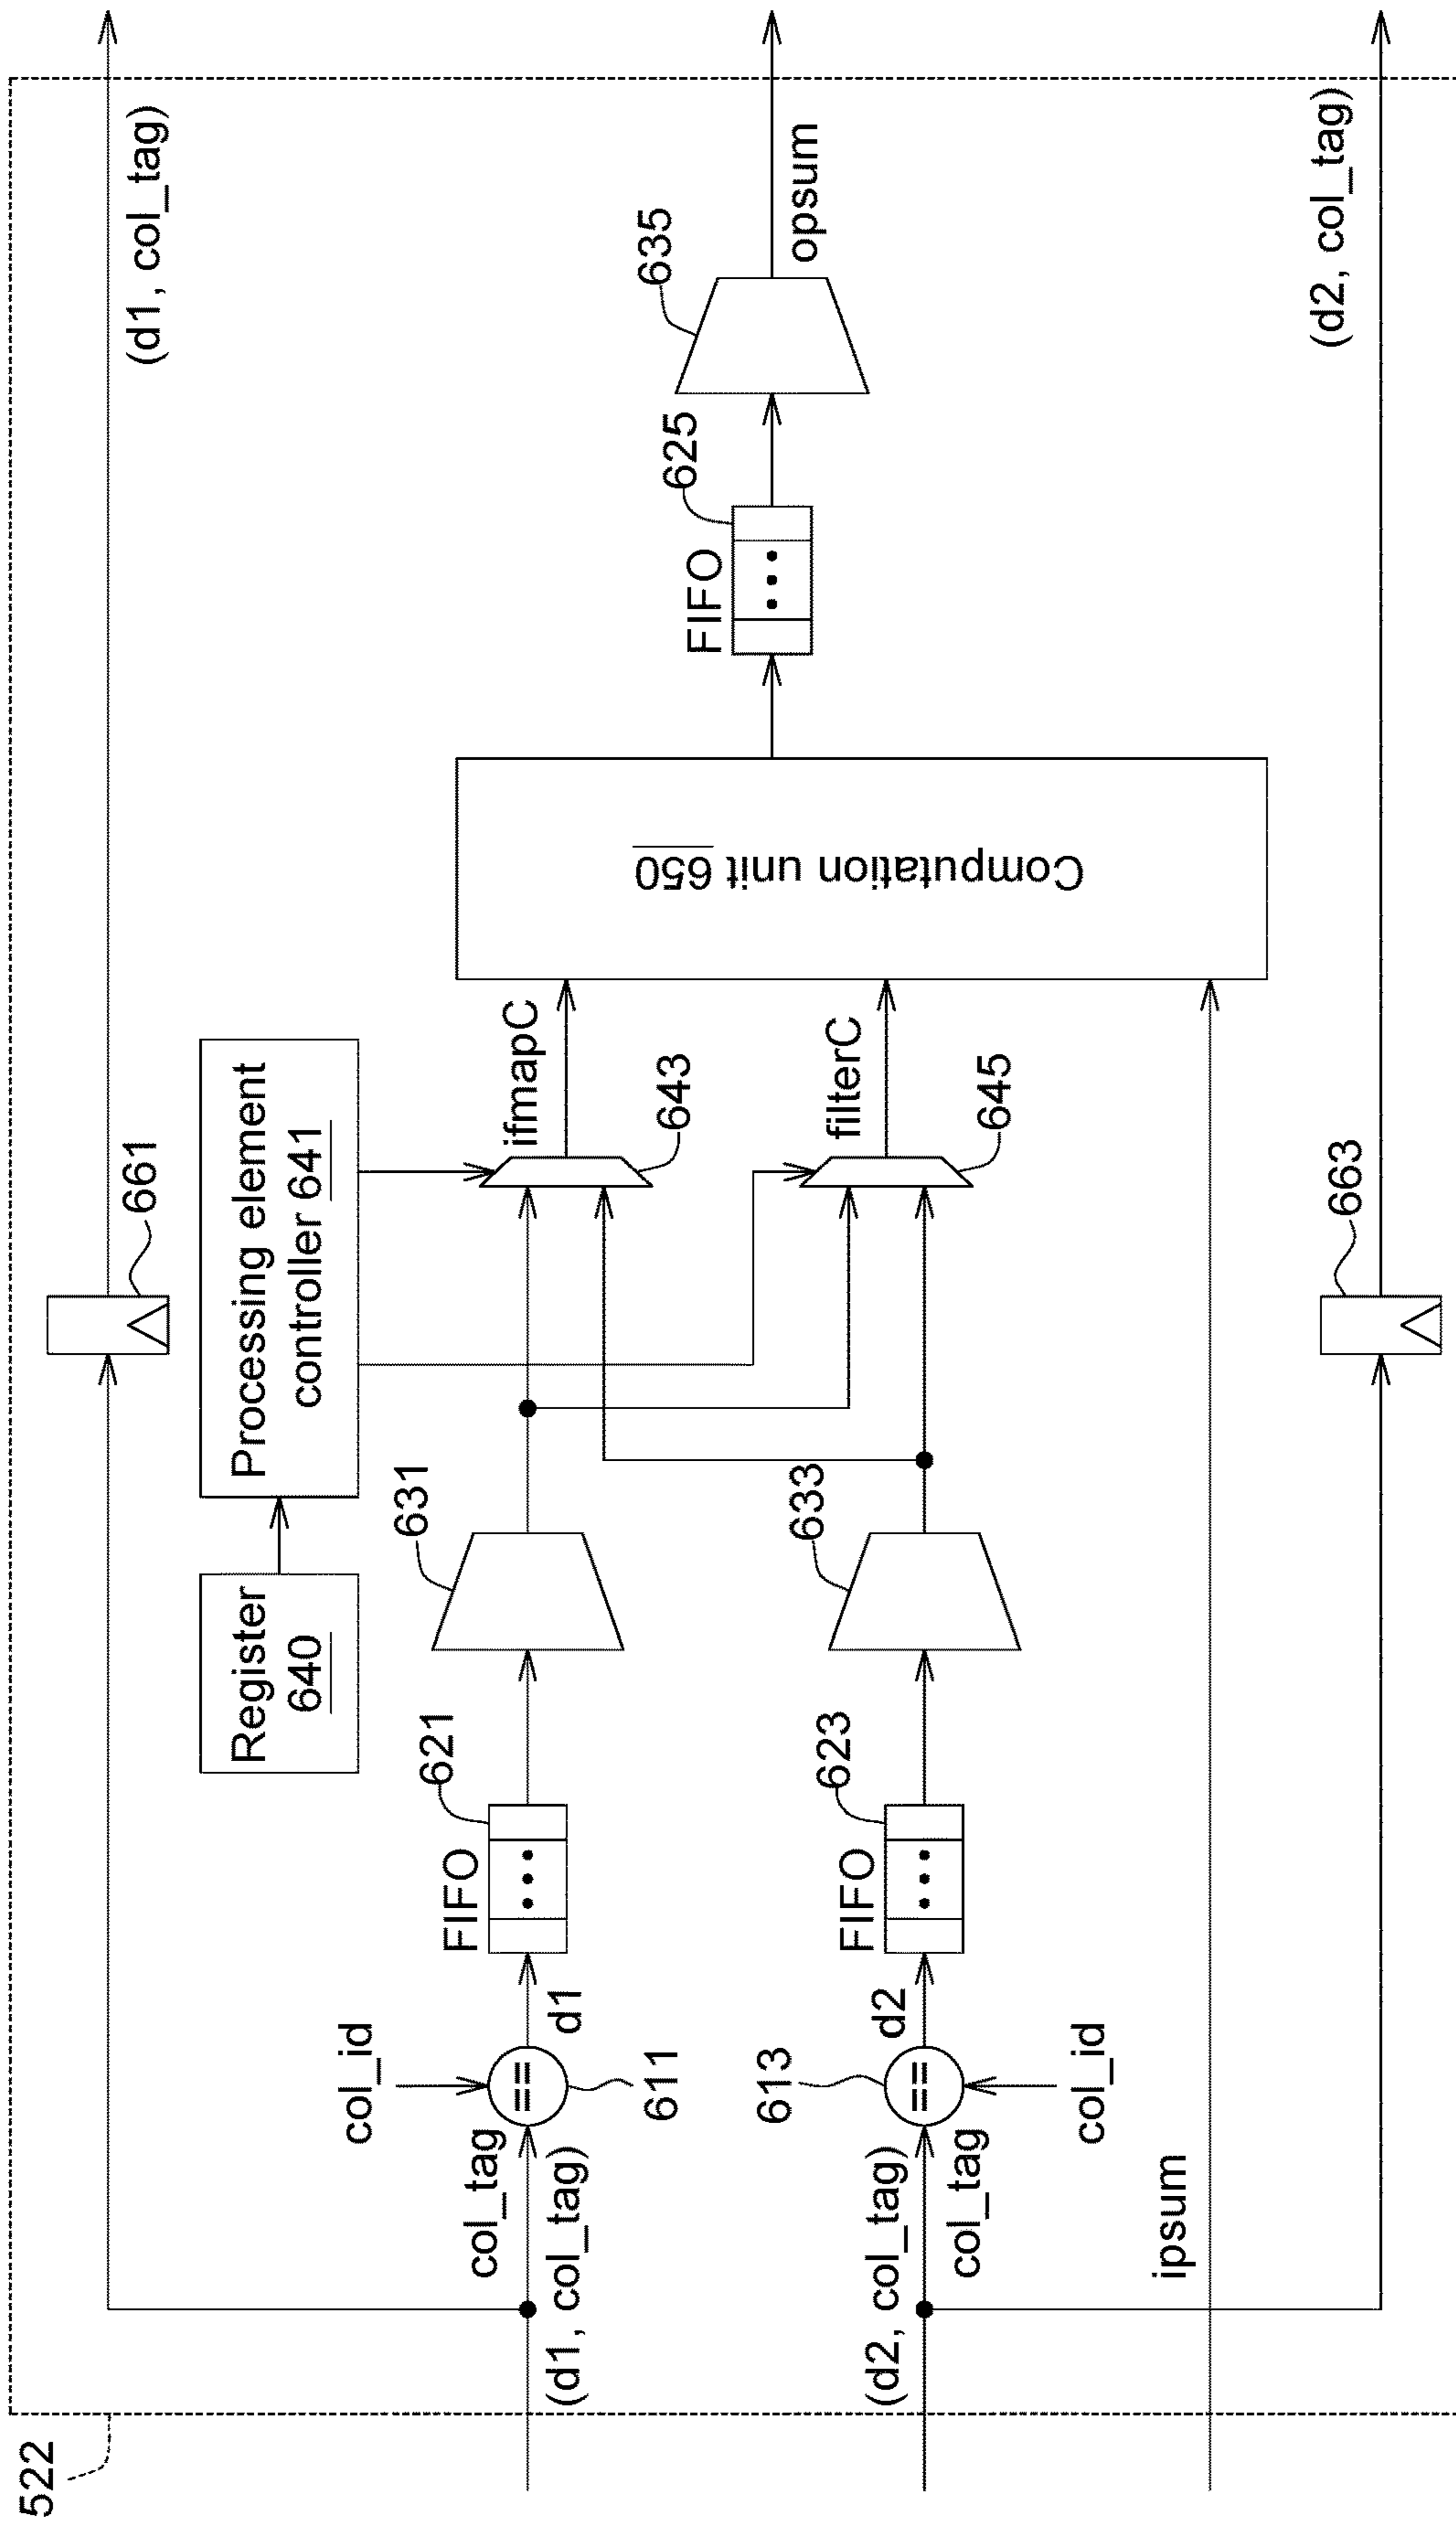 522
(d1, col_tag)
661
Register
640
Processing element
controller 641
col_id
col_tag
(d1, col_tag)
==
611
d1
FIFO
621
631
ifmapC
643
Computation unit 650
FIFO
625
635
opsum
(d2, col_tag)
col_tag
613
==
col_id
d2
FIFO
623
633
filterC
645
ipsum
663
(d2, col_tag)